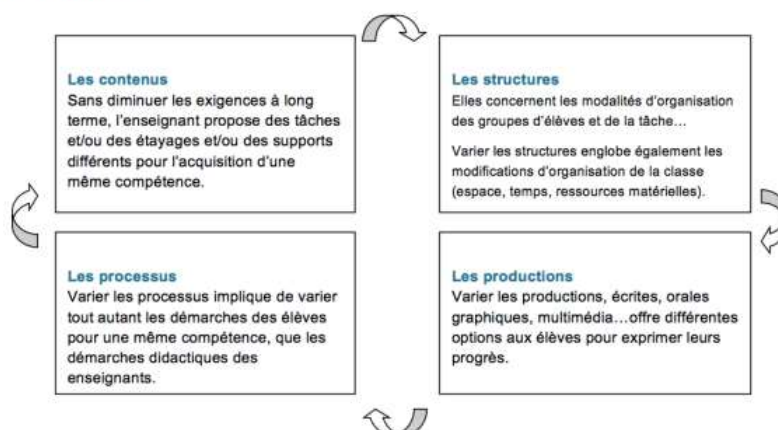 Les contenus
Sans diminuer les exigences à long
terme, l'enseignant propose des tâches
et/ou des étayages et/ou des supports
différents pour l'acquisition d'une
même compétence.
Les structures
Elles concernent les modalités d'organisation
des groupes d'élèves et de la tâche…
Varier les structures englobe également les
modifications d'organisation de la classe
(espace, temps, ressources matérielles).
Les processus
Varier les processus implique de varier
tout autant les démarches des élèves
pour une même compétence, que les
démarches didactiques des
enseignants.
Les productions
Varier les productions, écrites, orales
graphiques, multimédia…offre différentes
options aux élèves pour exprimer leurs
progrès.